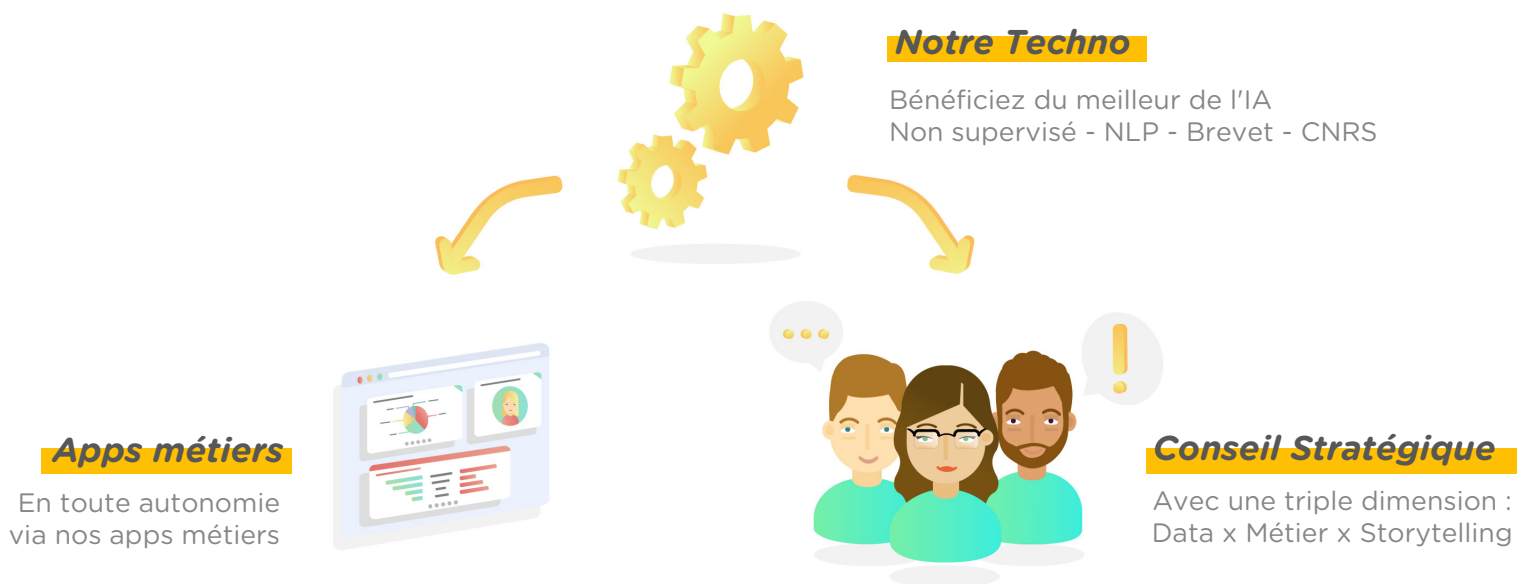 Notre Techno
Bénéficiez du meilleur de l'IA
Non supervisé - NLP - Brevet - CNRS
Apps métiers
En toute autonomie
via nos apps métiers
Conseil Stratégique
Avec une triple dimension :
Data x Métier x Storytelling